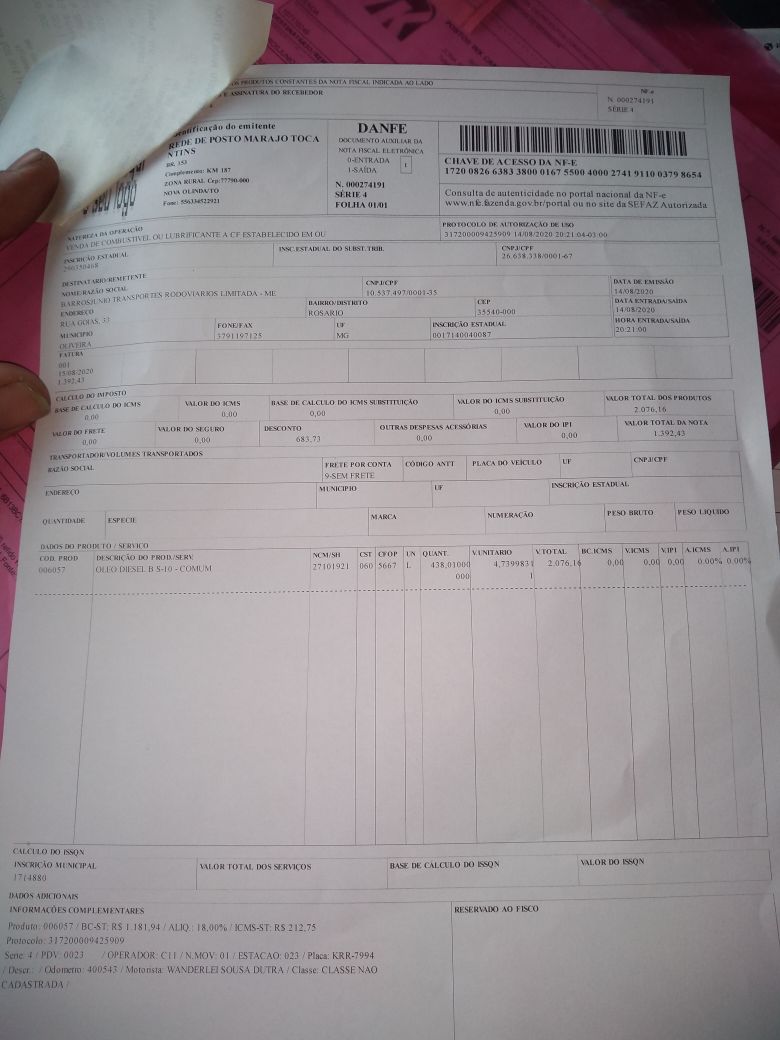 OS PRODUTOS CONSTANTES DA NOTA FISCAL INDICADA AO LADO
E ASSINATURA DO RECEBEDOR
NF-e
N. 000274191
SÉRIE 4
entificação do emitente
REDE DE POSTO MARAJO TOCA
NTINS
BR, 153
Complemento: KM 187
ZONA RURAL Cep:77790-000
NOVA OLINDA/TO
Fone: 556334522921
logo
DANFE
DOCUMENTO AUXILIAR DA
NOTA FISCAL ELETRÔNICA
0-ENTRADA
1-SAÍDA
1
N. 000274191
SÉRIE 4
FOLHA 01/01
CHAVE DE ACESSO DA NF-E
1720 0826 6383 3800 0167 5500 4000 2741 9110 0379 8654
Consulta de autenticidade no portal nacional da NF-e
www.nfe.fazenda.gov.br/portal ou no site da SEFAZ Autorizada
NATUREZA DA OPERAÇÃO
VENDA DE COMBUSTIVEL OU LUBRIFICANTE A CF ESTABELECIDO EM OU
PROTOCOLO DE AUTORIZAÇÃO DE USO
317200009425909 14/08/2020 20:21:04-03:00
INSCRIÇÃO ESTADUAL
290350468
INSC.ESTADUAL DO SUBST.TRIB.
CNPJ/CPF
26.638.338/0001-67
DESTINATARIO/REMETENTE
NOME/RAZÃO SOCIAL
BARROSJUNIO TRANSPORTES RODOVIARIOS LIMITADA - ME
CNPJ/CPF
10.537.497/0001-35
DATA DE EMISSÃO
14/08/2020
ENDEREÇO
RUA GOIAS, 33
BAIRRO/DISTRITO
ROSARIO
CEP
35540-000
DATA ENTRADA/SAÍDA
14/08/2020
MUNICIPIO
OLIVEIRA
FONE/FAX
3791197125
UF
MG
INSCRIÇÃO ESTADUAL
0017140040087
HORA ENTRADA/SAÍDA
20:21:00
FATURA
001
15/08/2020
1.392,43
CALCULO DO IMPOSTO
BASE DE CALCULO DO ICMS
0,00
VALOR DO ICMS
0,00
BASE DE CALCULO DO ICMS SUBSTITUIÇÃO
0,00
VALOR DO ICMS SUBSTITUIÇÃO
0,00
VALOR TOTAL DOS PRODUTOS
2.076,16
VALOR DO FRETE
0,00
VALOR DO SEGURO
0,00
DESCONTO
683,73
OUTRAS DESPESAS ACESSÓRIAS
0,00
VALOR DO IPI
0,00
VALOR TOTAL DA NOTA
1.392,43
TRANSPORTADOR/VOLUMES TRANSPORTADOS
RAZÃO SOCIAL
FRETE POR CONTA
9-SEM FRETE
CÓDIGO ANTT
PLACA DO VEÍCULO
UF
CNPJ/CPF
ENDEREÇO
MUNICIPIO
UF
INSCRIÇÃO ESTADUAL
QUANTIDADE
ESPECIE
MARCA
NUMERAÇÃO
PESO BRUTO
PESO LIQUIDO
DADOS DO PRODUTO / SERVICO
COD. PROD DESCRIÇÃO DO PROD./SERV. NCM/SH CST CFOP UN QUANT. V.UNITARIO V.TOTAL BC.ICMS V.ICMS V.IPI A.ICMS A.IPI
006057 OLEO DIESEL B S-10 - COMUM 27101921 060 5667 L 438,01000 4,7399831 2.076,16 0,00 0,00 0,00 0.00% 0.00%
000 1
CALCULO DO ISSQN
INSCRIÇÃO MUNICIPAL
1714880
VALOR TOTAL DOS SERVIÇOS
BASE DE CÁLCULO DO ISSQN
VALOR DO ISSQN
DADOS ADICIONAIS
INFORMAÇÕES COMPLEMENTARES
RESERVADO AO FISCO
Produto: 006057 / BC-ST: R$ 1.181,94 / ALIQ.: 18,00% / ICMS-ST: R$ 212,75
Protocolo: 317200009425909
Serie: 4 / PDV: 0023 / OPERADOR: C11 / N.MOV: 01 / ESTACAO: 023 / Placa: KRR-7994
/ Descr.: / Odometro: 400543 / Motorista: WANDERLEI SOUSA DUTRA / Classe: CLASSE NAO
CADASTRADA /